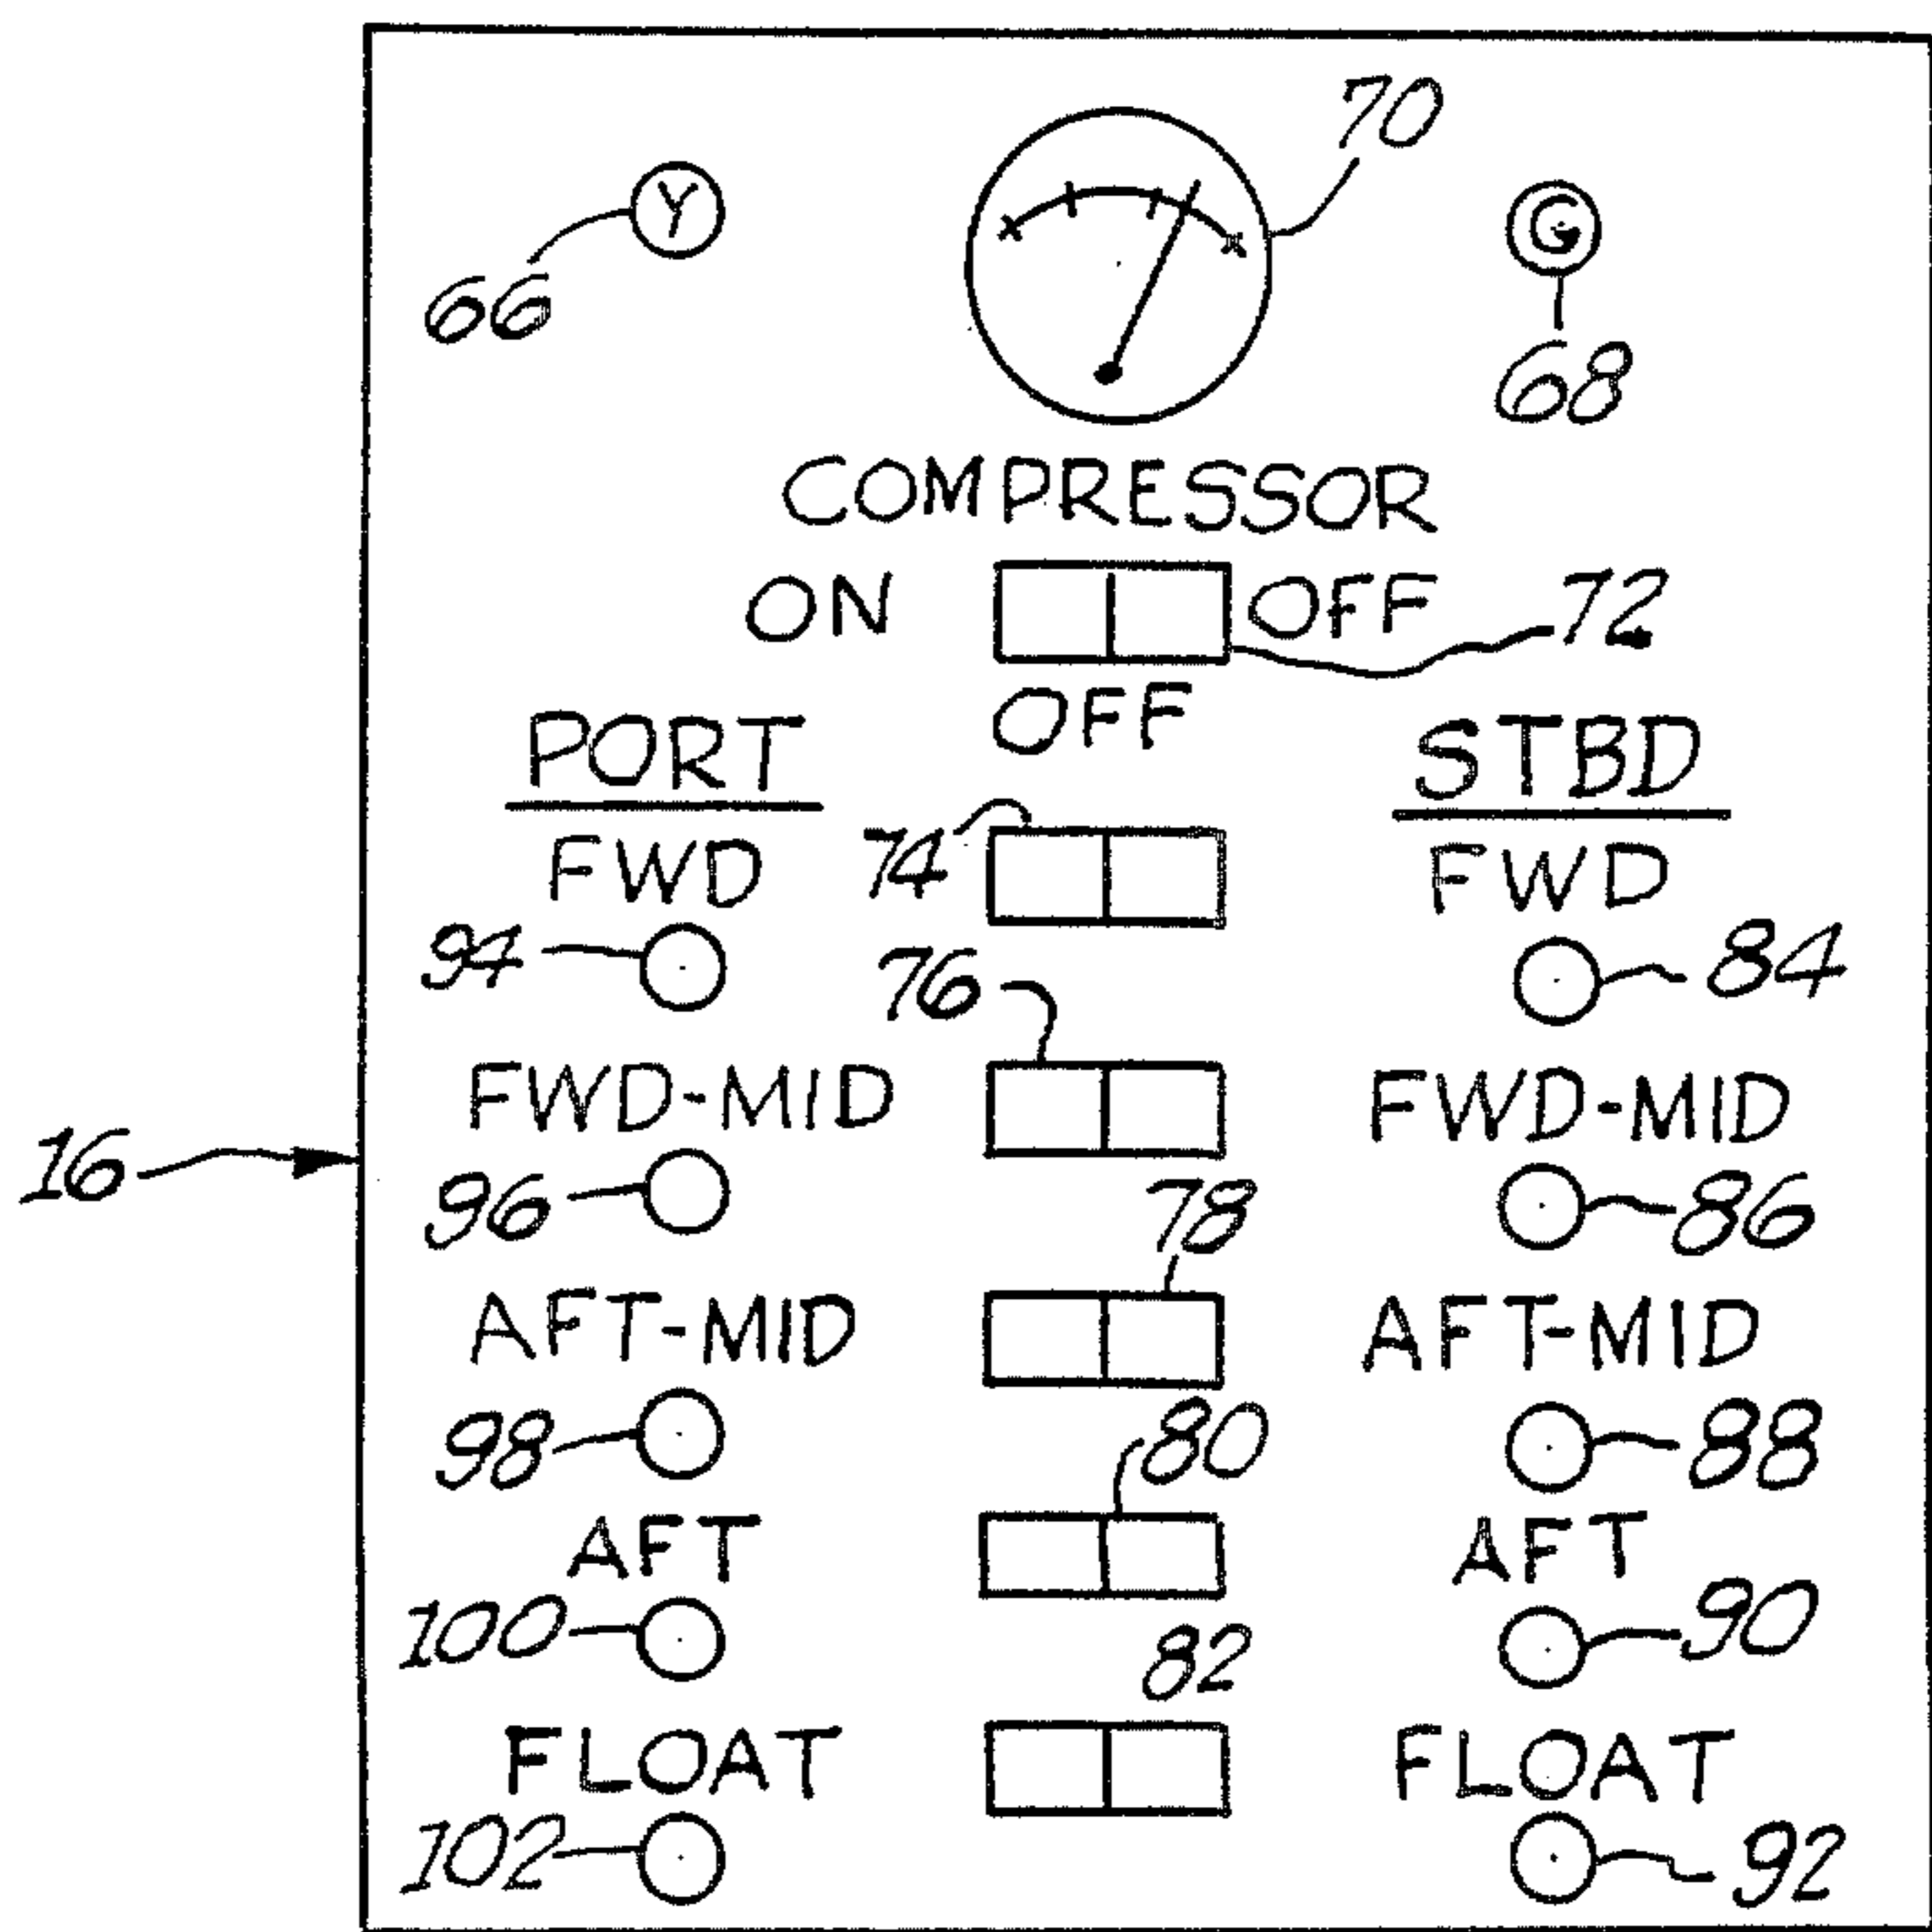 70
Y
G
66
68
COMPRESSOR
ON OFF 72
OFF
PORT STBD
FWD 74 FWD
94 76 84
FWD-MID FWD-MID
16
96 78 86
AFT-MID AFT-MID
98 80 88
AFT AFT
100 82 90
FLOAT FLOAT
102 92